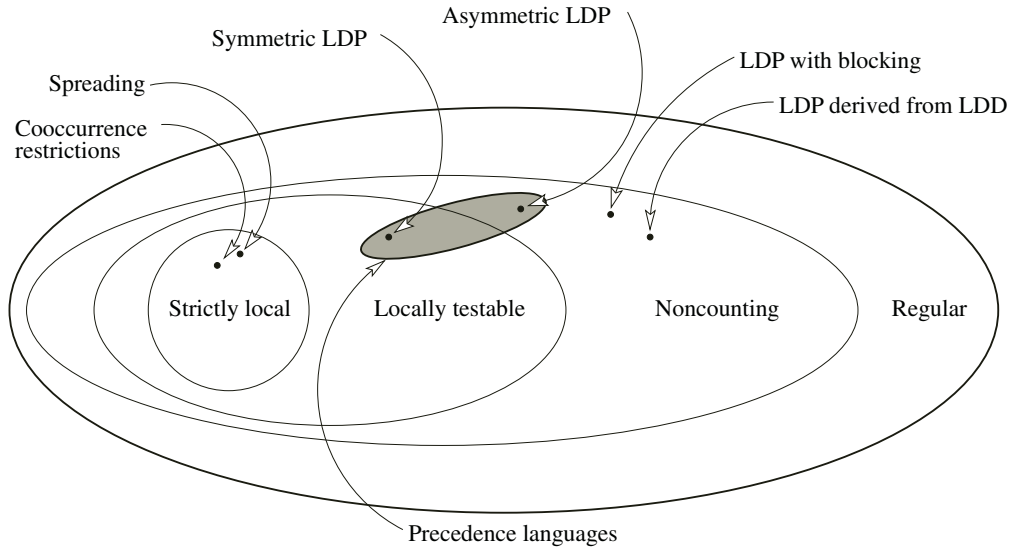 Asymmetric LDP
Symmetric LDP
LDP with blocking
Spreading
LDP derived from LDD
Cooccurrence
restrictions
Strictly local
Locally testable
Noncounting
Regular
Precedence languages